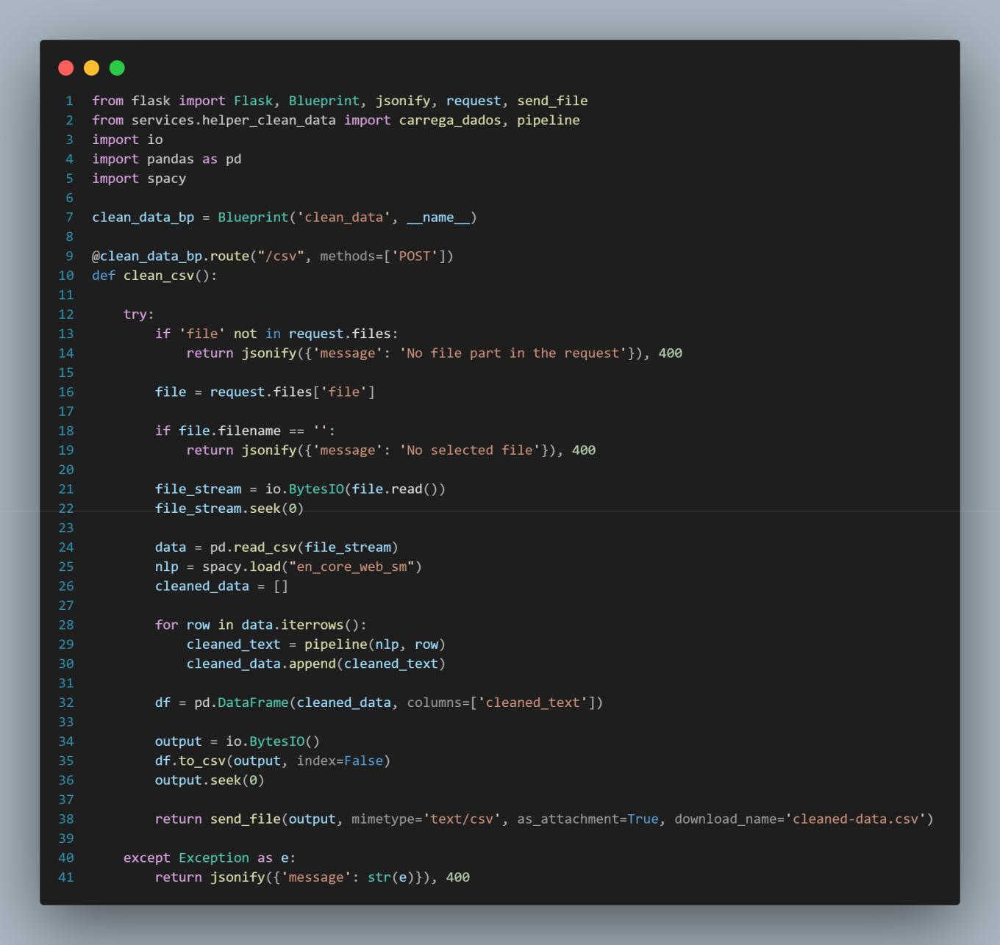 1 from flask import Flask, Blueprint, jsonify, request, send_file
2 from services.helper_clean_data import carrega_dados, pipeline
3 import io
4 import pandas as pd
5 import spacy
6
7 clean_data_bp = Blueprint('clean_data', __name__)
8
9 @clean_data_bp.route("/csv", methods=['POST'])
10 def clean_csv():
11
12     try:
13         if 'file' not in request.files:
14             return jsonify({'message': 'No file part in the request'}), 400
15
16         file = request.files['file']
17
18         if file.filename == '':
19             return jsonify({'message': 'No selected file'}), 400
20
21         file_stream = io.BytesIO(file.read())
22         file_stream.seek(0)
23
24         data = pd.read_csv(file_stream)
25         nlp = spacy.load("en_core_web_sm")
26         cleaned_data = []
27
28         for row in data.iterrows():
29             cleaned_text = pipeline(nlp, row)
30             cleaned_data.append(cleaned_text)
31
32         df = pd.DataFrame(cleaned_data, columns=['cleaned_text'])
33
34         output = io.BytesIO()
35         df.to_csv(output, index=False)
36         output.seek(0)
37
38         return send_file(output, mimetype='text/csv', as_attachment=True, download_name='cleaned-data.csv')
39
40     except Exception as e:
41         return jsonify({'message': str(e)}), 400